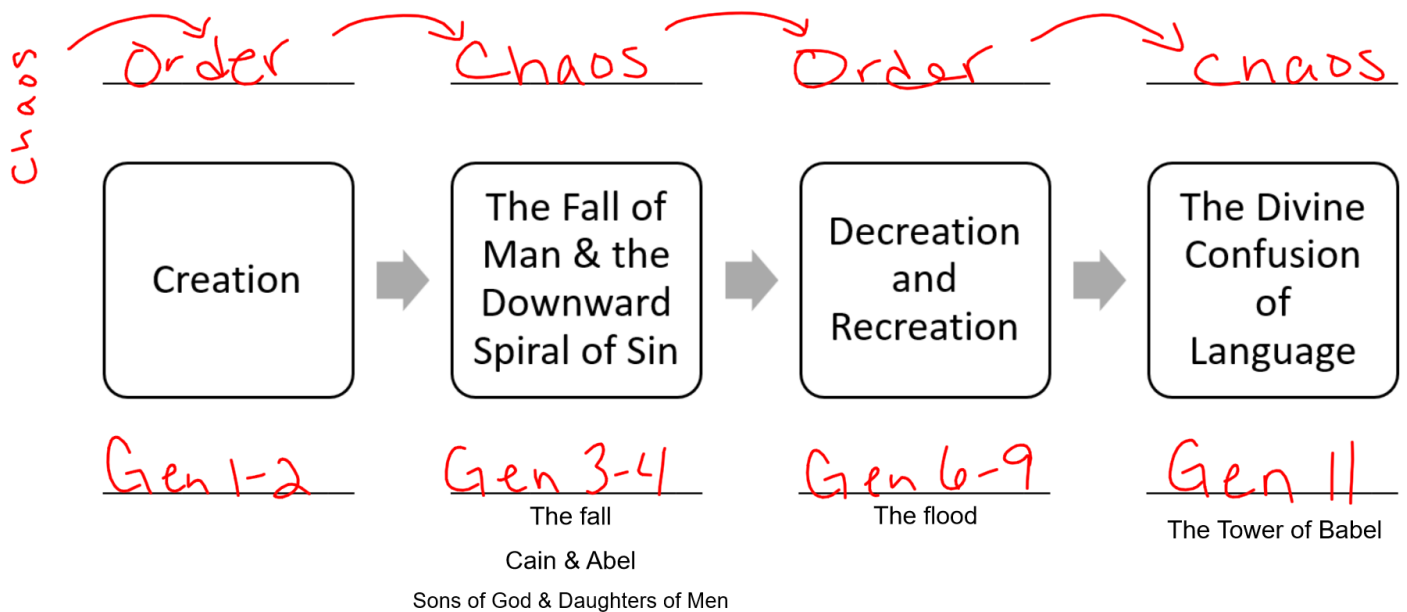 Chaos
Order
Chaos
Order
Chaos
Creation
The Fall of
Man & the
Downward
Spiral of Sin
Decreation
and
Recreation
The Divine
Confusion
of
Language
Gen 1-2
Gen 3-4
Gen 6-9
Gen 11
The fall
Cain & Abel
Sons of God & Daughters of Men
The flood
The Tower of Babel